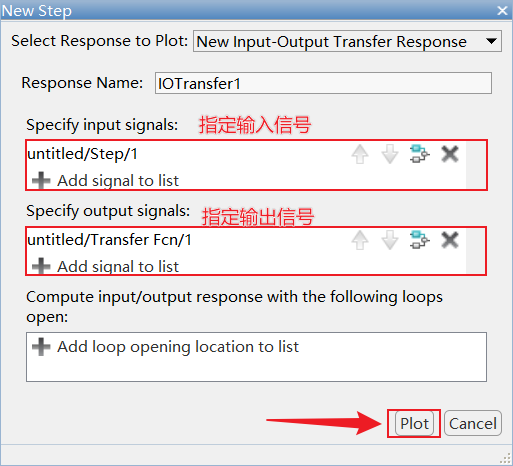 New Step
Select Response to Plot: New Input-Output Transfer Response
Response Name: IOTransfer1
Specify input signals: 指定输入信号
untitled/Step/1
Add signal to list
Specify output signals: 指定输出信号
untitled/Transfer Fcn/1
Add signal to list
Compute input/output response with the following loops
open:
Add loop opening location to list
Plot Cancel